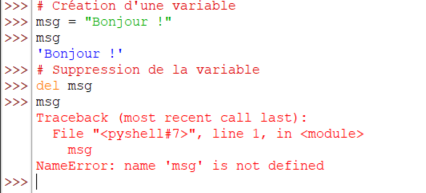 >>> # Création d'une variable
>>> msg = "Bonjour !"
>>> msg
'Bonjour !'
>>> # Suppression de la variable
>>> del msg
>>> msg
Traceback (most recent call last):
  File "<pyshell#7>", line 1, in <module>
    msg
NameError: name 'msg' is not defined
>>>